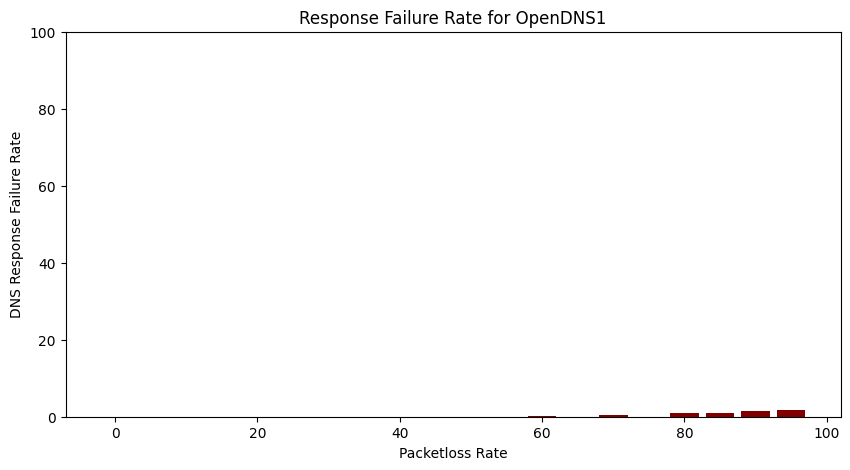 Response Failure Rate for OpenDNS1
100
80
60
40
20
0
DNS Response Failure Rate
0 20 40 60 80 100
Packetloss Rate